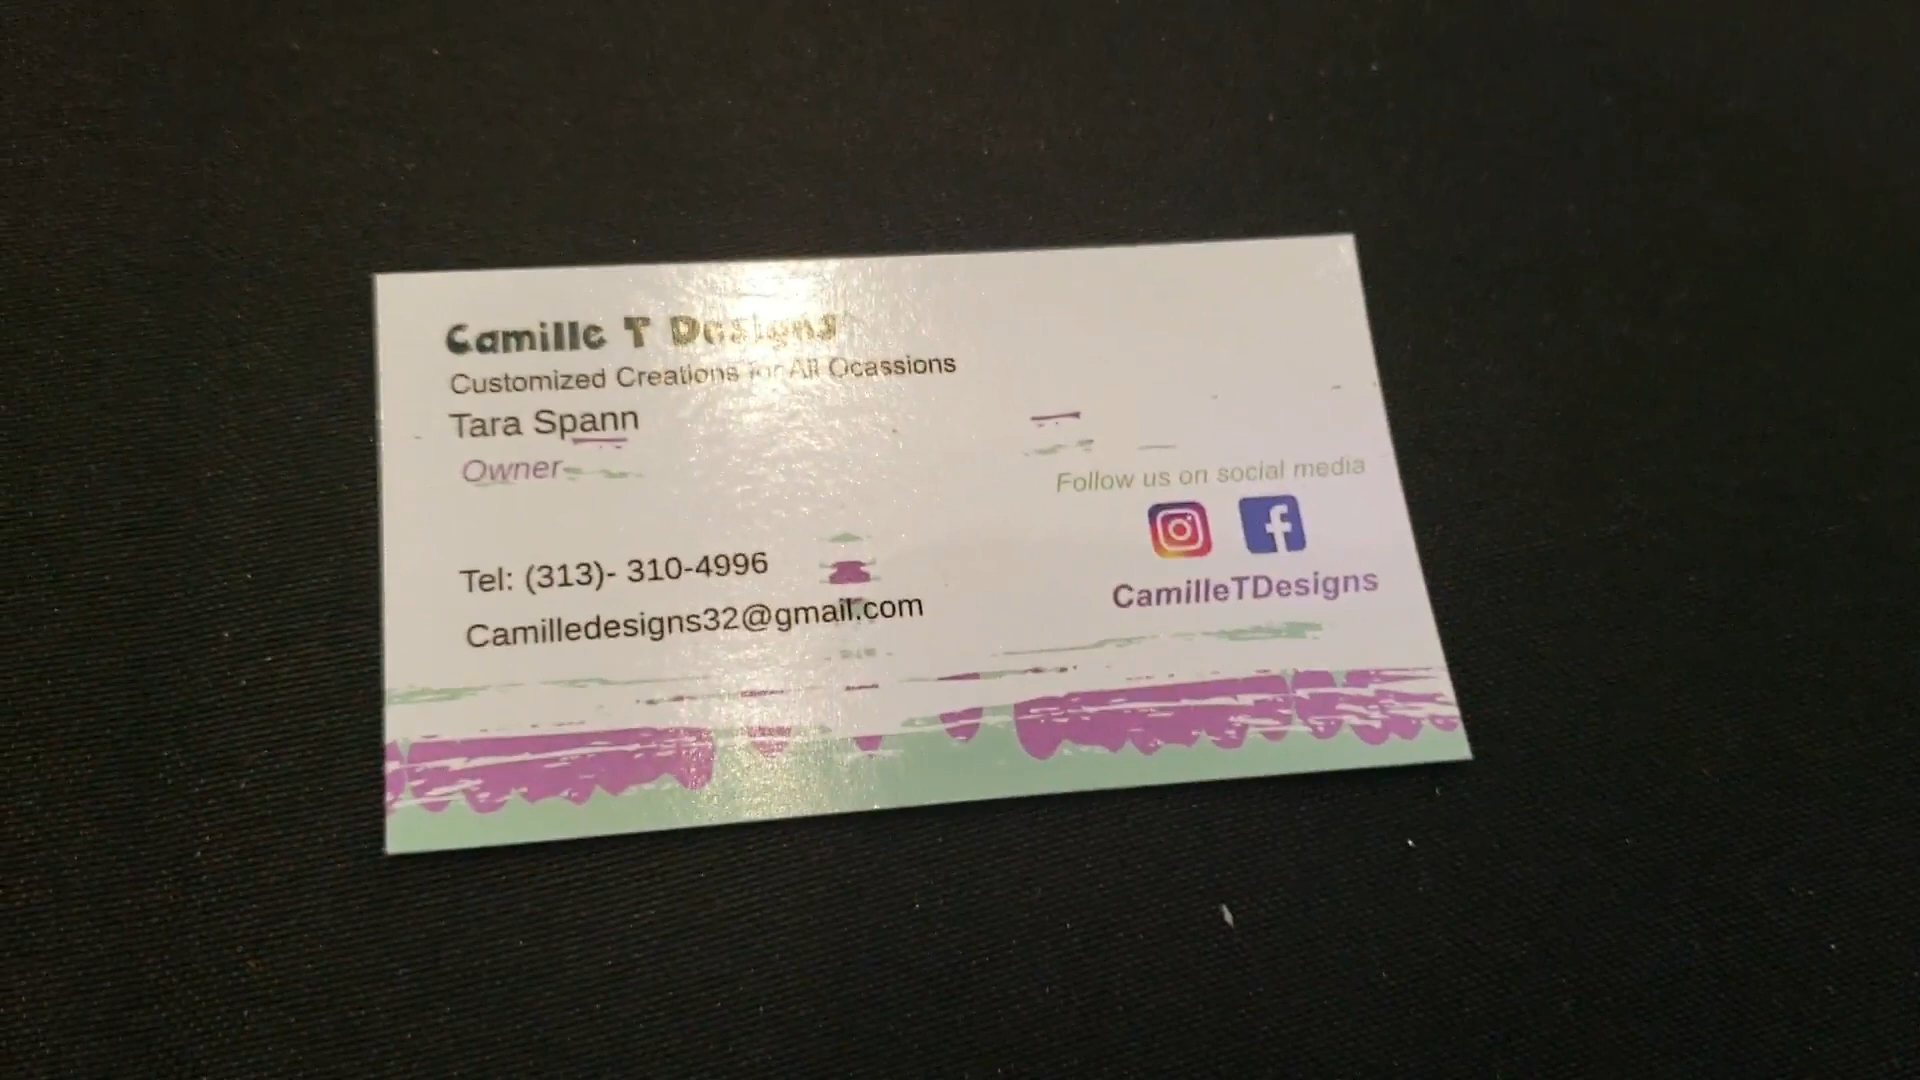 Camille T Designs
Customized Creations for All Ocassions
Tara Spann
Owner
Tel: (313)- 310-4996
Camilledesigns32@gmail.com
Follow us on social media
CamilleTDesigns